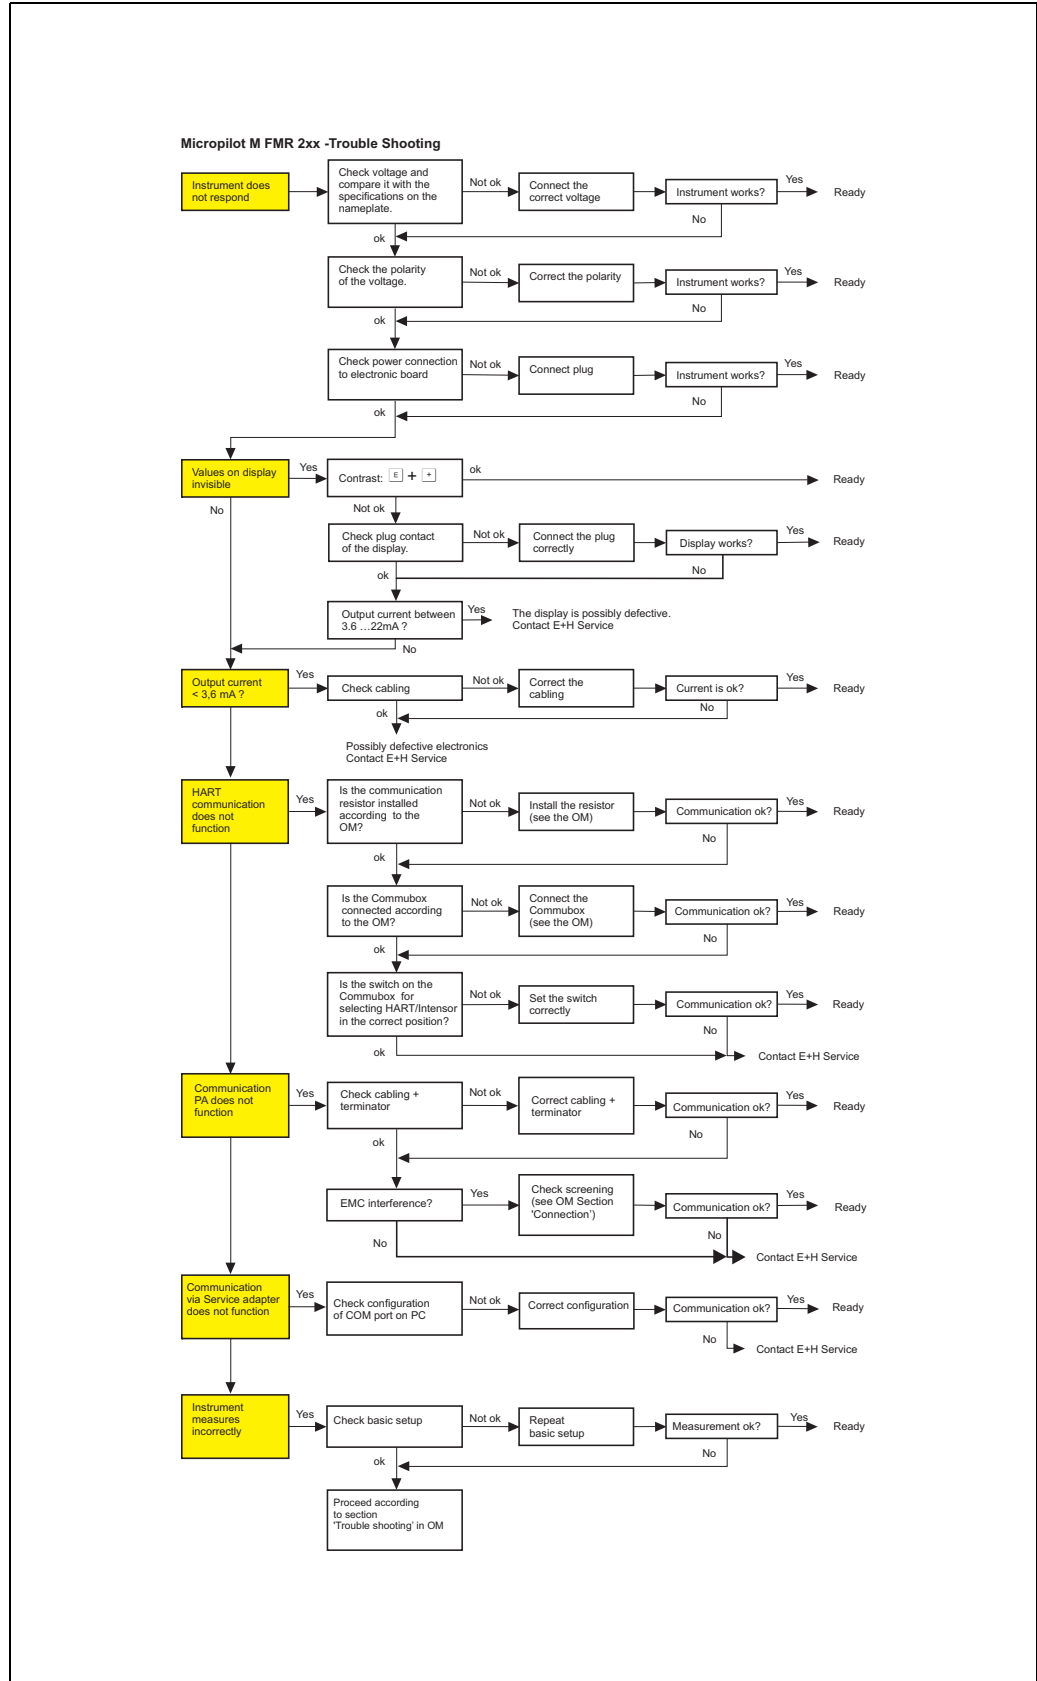 Micropilot M FMR 2xx -Trouble Shooting
Instrument does
not respond
Check voltage and
compare it with the
specifications on the
nameplate.
Not ok
Connect the
correct voltage
Instrument works?
Yes
Ready
No
ok
Check the polarity
of the voltage.
Not ok
Correct the polarity
Instrument works?
Yes
Ready
No
ok
Check power connection
to electronic board
Not ok
Connect plug
Instrument works?
Yes
Ready
No
ok
Values on display
invisible
Yes
Contrast: E + +
ok
Ready
No
Not ok
Check plug contact
of the display.
Not ok
Connect the plug
correctly
Display works?
Yes
Ready
No
ok
Output current between
3.6 ...22mA ?
Yes
The display is possibly defective.
Contact E+H Service
No
Output current
< 3,6 mA ?
Yes
Check cabling
Not ok
Correct the
cabling
Current is ok?
Yes
Ready
No
ok
Possibly defective electronics
Contact E+H Service
HART
communication
does not
function
Yes
Is the communication
resistor installed
according to the
OM?
Not ok
Install the resistor
(see the OM)
Communication ok?
Yes
Ready
No
ok
Is the Commubox
connected according
to the OM?
Not ok
Connect the
Commubox
(see the OM)
Communication ok?
Yes
Ready
No
ok
Is the switch on the
Commubox for
selecting HART/Intensor
in the correct position?
Not ok
Set the switch
correctly
Communication ok?
Yes
Ready
No
ok
Contact E+H Service
Communication
PA does not
function
Yes
Check cabling +
terminator
Not ok
Correct cabling +
terminator
Communication ok?
Yes
Ready
No
ok
EMC interference?
Yes
Check screening
(see OM Section
'Connection')
Communication ok?
Yes
Ready
No
No
Contact E+H Service
Communication
via Service adapter
does not function
Yes
Check configuration
of COM port on PC
Not ok
Correct configuration
Communication ok?
Yes
Ready
No
Contact E+H Service
Instrument
measures
incorrectly
Yes
Check basic setup
Not ok
Repeat
basic setup
Measurement ok?
Yes
Ready
No
ok
Proceed according
to section
'Trouble shooting' in OM